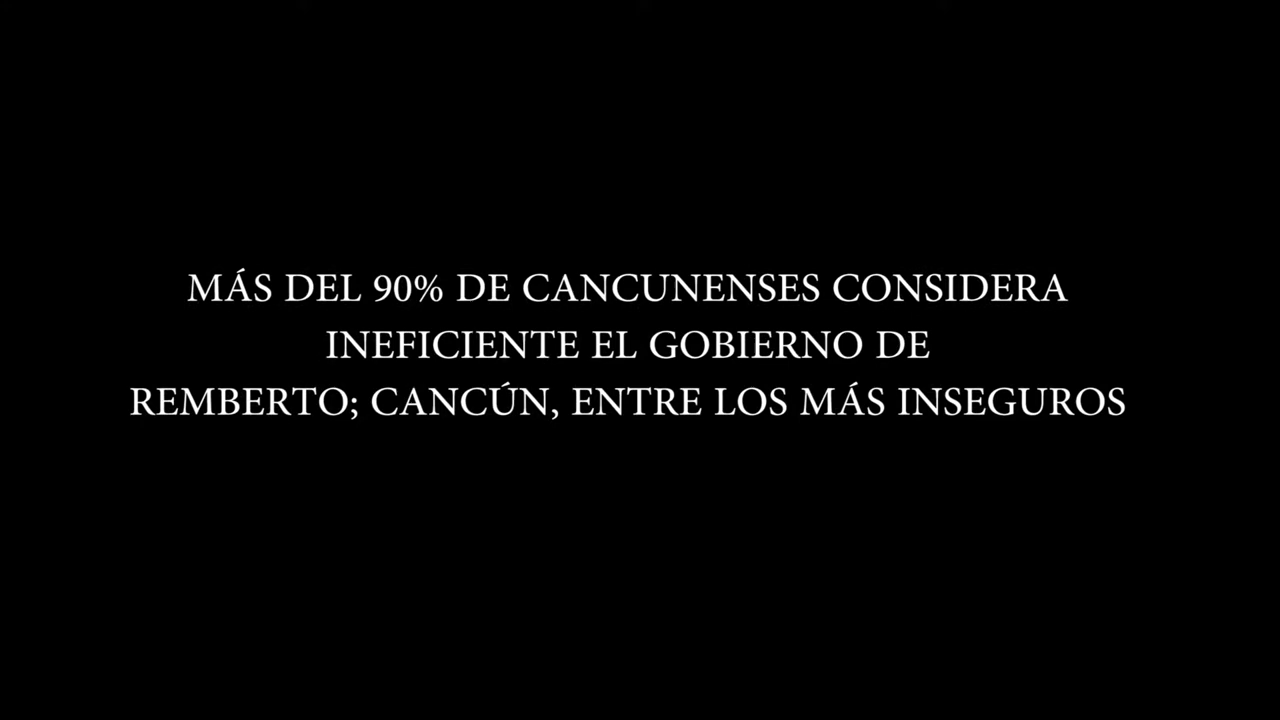 MÁS DEL 90% DE CANCUNENSES CONSIDERA
INEFICIENTE EL GOBIERNO DE
REMBERTO; CANCÚN, ENTRE LOS MÁS INSEGUROS